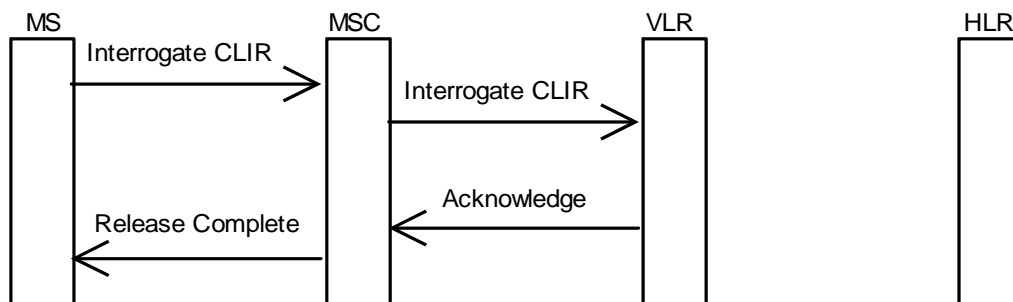 MS MSC VLR HLR
Interrogate CLIR
Interrogate CLIR
Acknowledge
Release Complete